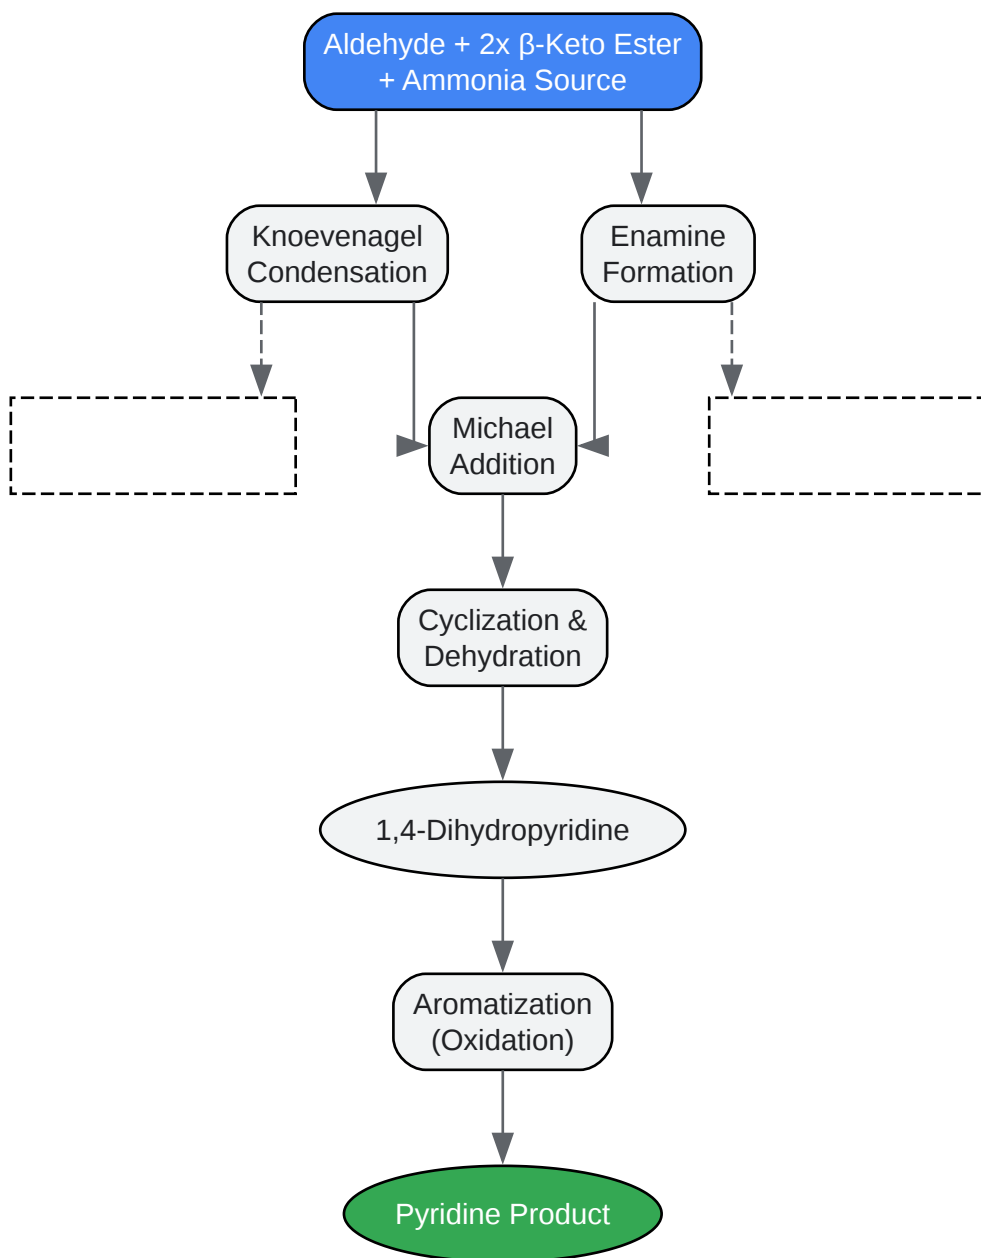 Aldehyde + 2x β-Keto Ester
+ Ammonia Source
Knoevenagel
Condensation
Enamine
Formation
Michael
Addition
Cyclization &
Dehydration
1,4-Dihydropyridine
Aromatization
(Oxidation)
Pyridine Product